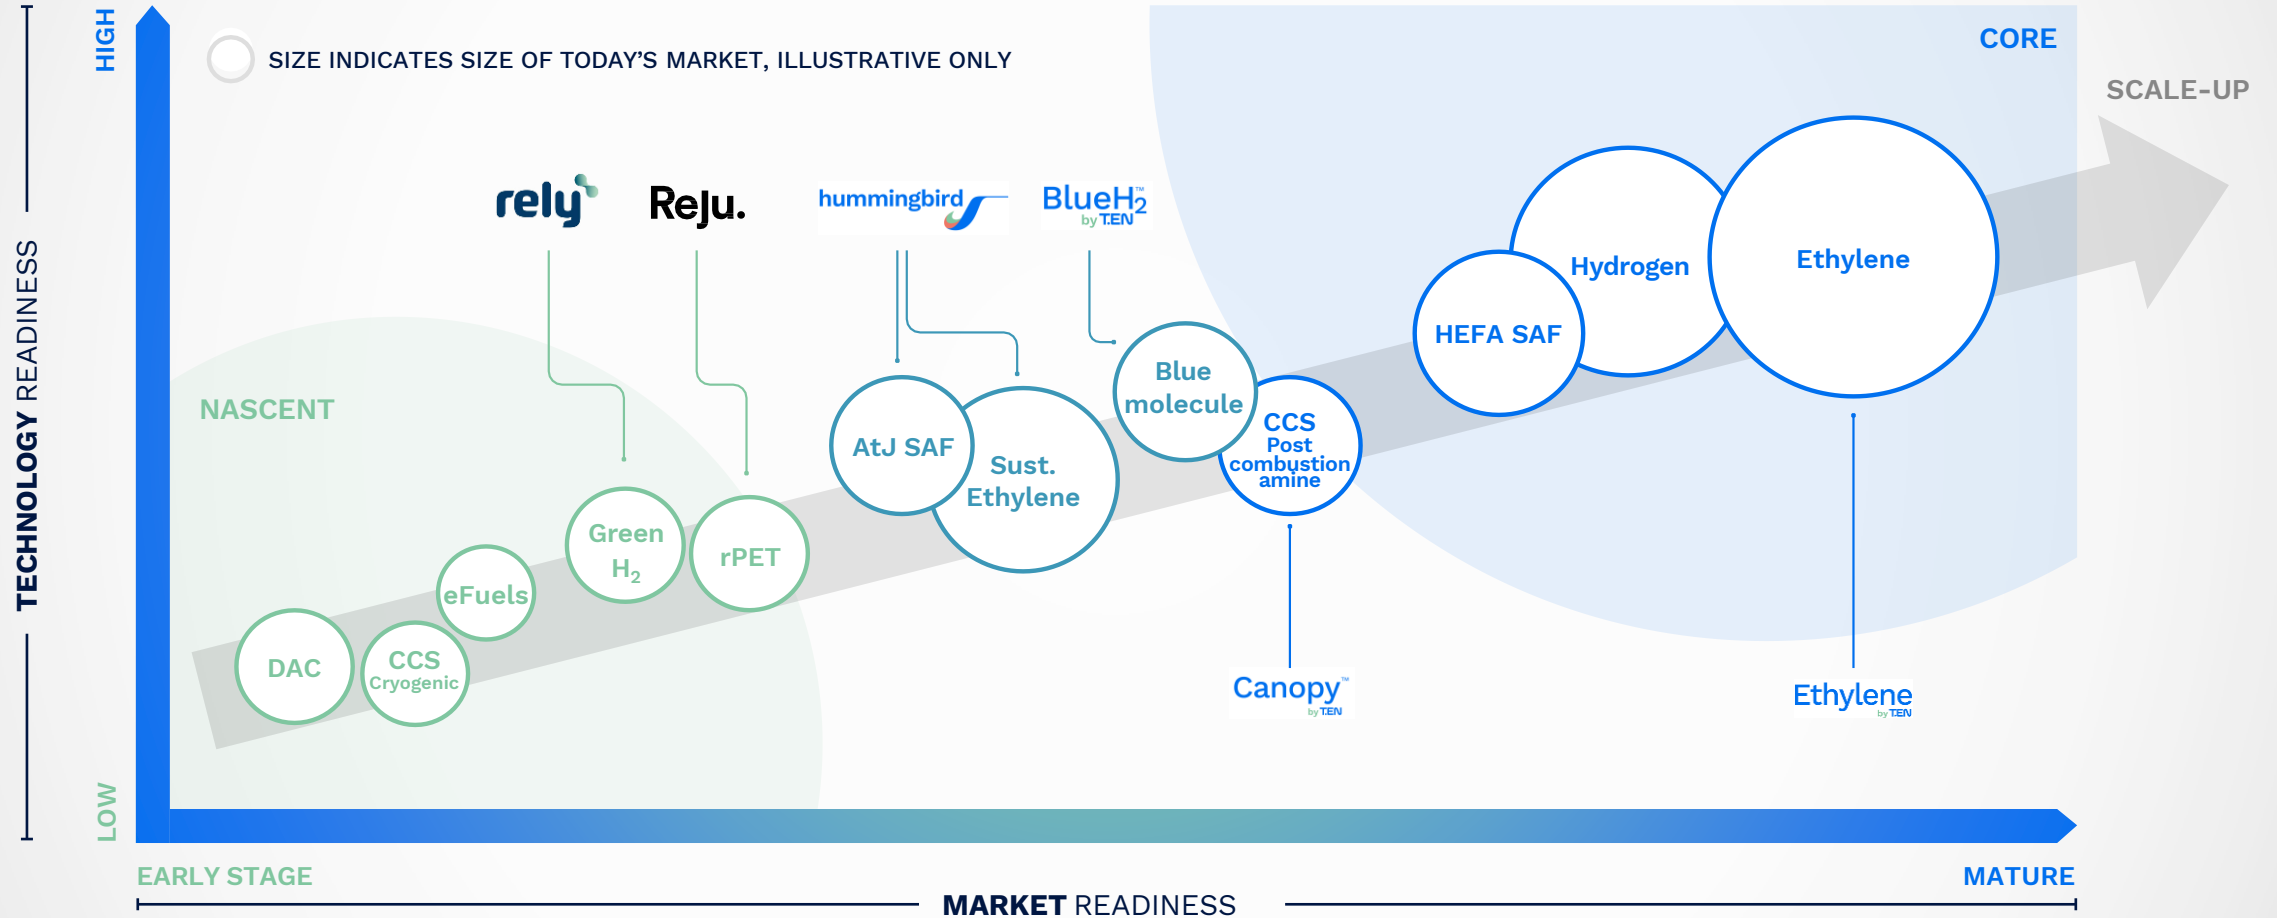 HIGH
SIZE INDICATES SIZE OF TODAY’S MARKET, ILLUSTRATIVE ONLY
CORE
SCALE-UP
rely
ReJu.
hummingbird
BlueH2™
by T.EN
Hydrogen
Ethylene
HEFA SAF
Blue
molecule
NASCENT
CCS
Post
combustion
amine
AtJ SAF
Sust.
Ethylene
Green
H2
rPET
eFuels
DAC
CCS
Cryogenic
Canopy™
by T.EN
Ethylene
by T.EN
TECHNOLOGY READINESS
LOW
EARLY STAGE
MATURE
MARKET READINESS